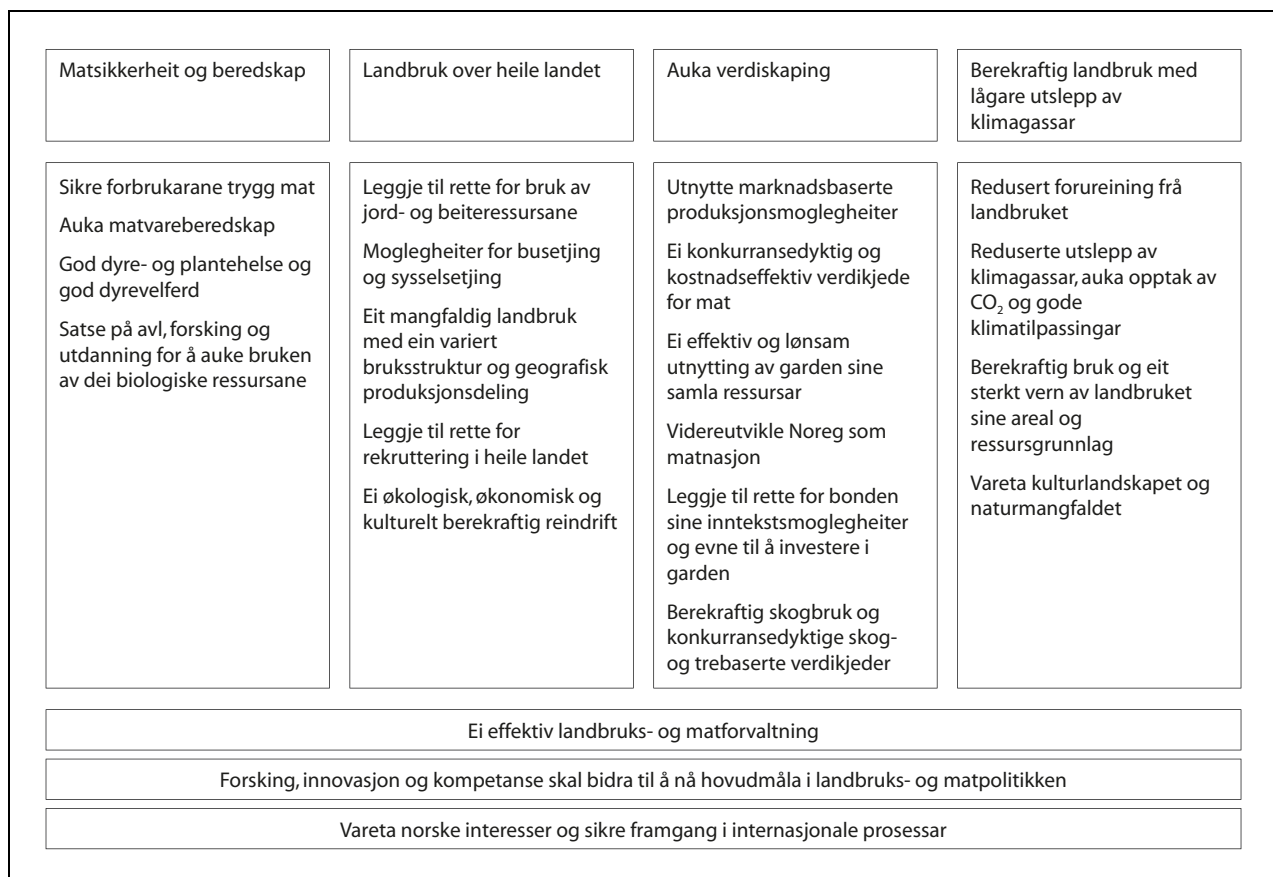 Matsikkerheit og beredskap
Landbruk over heile landet
Auka verdiskaping
Berekraftig landbruk med
lågare utslepp av
klimagassar
Sikre forbrukarane trygg mat
Auka matvareberedskap
God dyre- og plantehelse og
god dyrevelferd
Satse på avl, forsking og
utdanning for å auke bruken
av dei biologiske ressursane
Leggje til rette for bruk av
jord- og beiteressursane
Moglegheiter for busetjing
og sysselsetjing
Eit mangfaldig landbruk
med ein variert
bruksstruktur og geografisk
produksjonsdeling
Leggje til rette for
rekruttering i heile landet
Ei økologisk, økonomisk og
kulturelt berekraftig reindrift
Utnytte marknadsbaserte
produksjonsmoglegheiter
Ei konkurransedyktig og
kostnadseffektiv verdikjede
for mat
Ei effektiv og lønsam
utnytting av garden sine
samla ressursar
Videreutvikle Noreg som
matnasjon
Leggje til rette for bonden
sine inntekstsmoglegheiter
og evne til å investere i
garden
Berekraftig skogbruk og
konkurransedyktige skog-
og trebaserte verdikjeder
Redusert forureining frå
landbruket
Reduserte utslepp av
klimagassar, auka opptak av
CO₂ og gode
klimatilpassingar
Berekraftig bruk og eit
sterkt vern av landbruket
sine areal og
ressursgrunnlag
Vareta kulturlandskapet og
naturmangfaldet
Ei effektiv landbruks- og matforvaltning
Forsking, innovasjon og kompetanse skal bidra til å nå hovudmåla i landbruks- og matpolitikken
Vareta norske interesser og sikre framgang i internasjonale prosessar